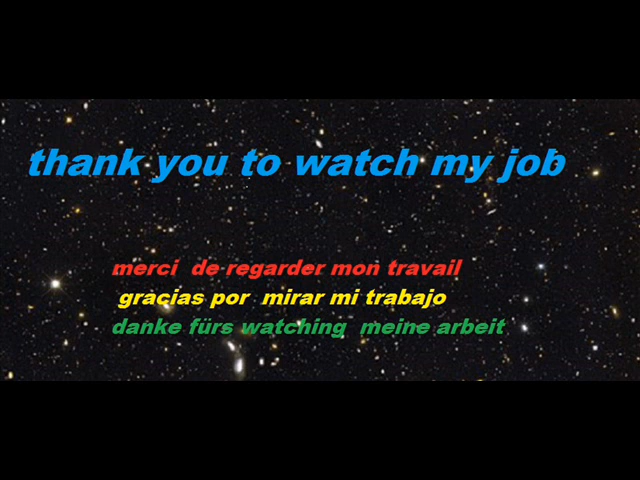 thank you to watch my job
merci de regarder mon travail
gracias por mirar mi trabajo
danke fürs watching meine arbeit